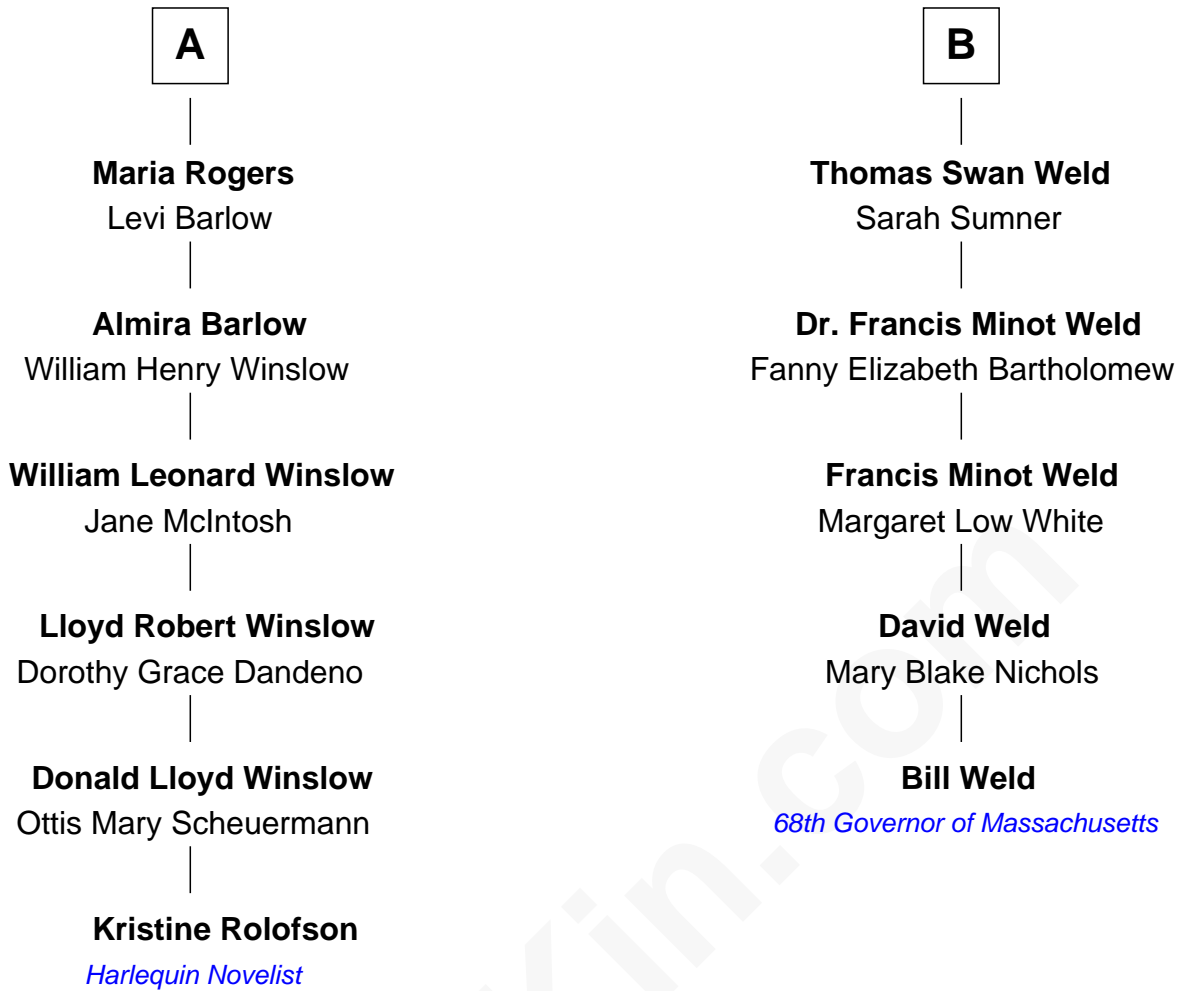 A
Maria Rogers
Levi Barlow
Almira Barlow
William Henry Winslow
William Leonard Winslow
Jane McIntosh
Lloyd Robert Winslow
Dorothy Grace Dandeno
Donald Lloyd Winslow
Ottis Mary Scheuermann
Kristine Rolofson
Harlequin Novelist
B
Thomas Swan Weld
Sarah Sumner
Dr. Francis Minot Weld
Fanny Elizabeth Bartholomew
Francis Minot Weld
Margaret Low White
David Weld
Mary Blake Nichols
Bill Weld
68th Governor of Massachusetts